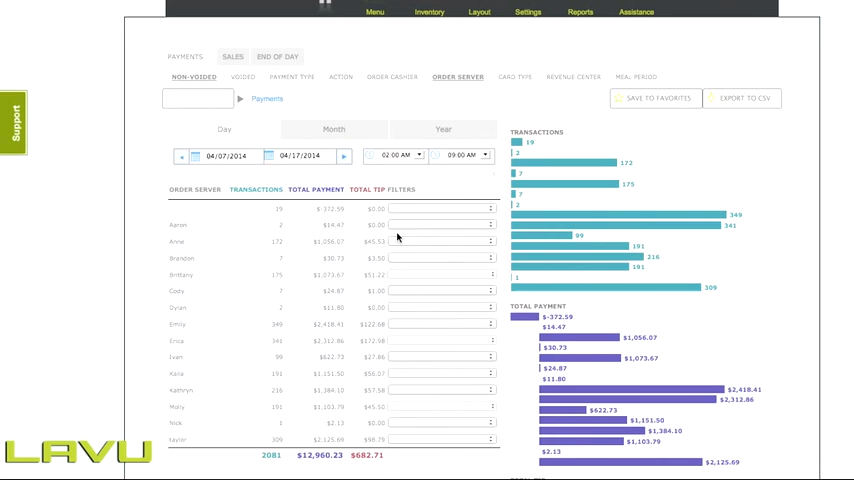 Menu Inventory Layout Settings Reports Assistance
PAYMENTS SALES END OF DAY
NON-VOIDED VOIDED PAYMENT TYPE ACTION ORDER CASHIER ORDER SERVER CARD TYPE REVENUE CENTER MEAL PERIOD
Payments SAVE TO FAVORITES EXPORT TO CSV
Support
Day Month Year
04/07/2014 04/17/2014 02:00 AM 09:00 AM
ORDER SERVER TRANSACTIONS TOTAL PAYMENT TOTAL TIP FILTERS
19 $-372.59 $0.00
Aaron 2 $14.47 $0.00
Anne 172 $1,056.07 $45.53
Brandon 7 $30.73 $3.50
Brittany 175 $1,073.67 $51.22
Cody 7 $24.87 $1.00
Dylan 2 $11.80 $0.00
Emily 349 $2,418.41 $122.68
Erica 341 $2,312.86 $172.98
Ivan 99 $622.73 $27.86
Kaila 191 $1,151.50 $56.07
Kathryn 216 $1,384.10 $57.58
Molly 191 $1,103.79 $45.50
Nick 1 $2.13 $0.00
taylor 309 $2,125.69 $98.79
2081 $12,960.23 $682.71
TRANSACTIONS
19
2
172
7
175
7
2
349
341
99
191
216
191
1
309
TOTAL PAYMENT
$-372.59
$14.47
$1,056.07
$30.73
$1,073.67
$24.87
$11.80
$2,418.41
$2,312.86
$622.73
$1,151.50
$1,384.10
$1,103.79
$2.13
$2,125.69
LAVU